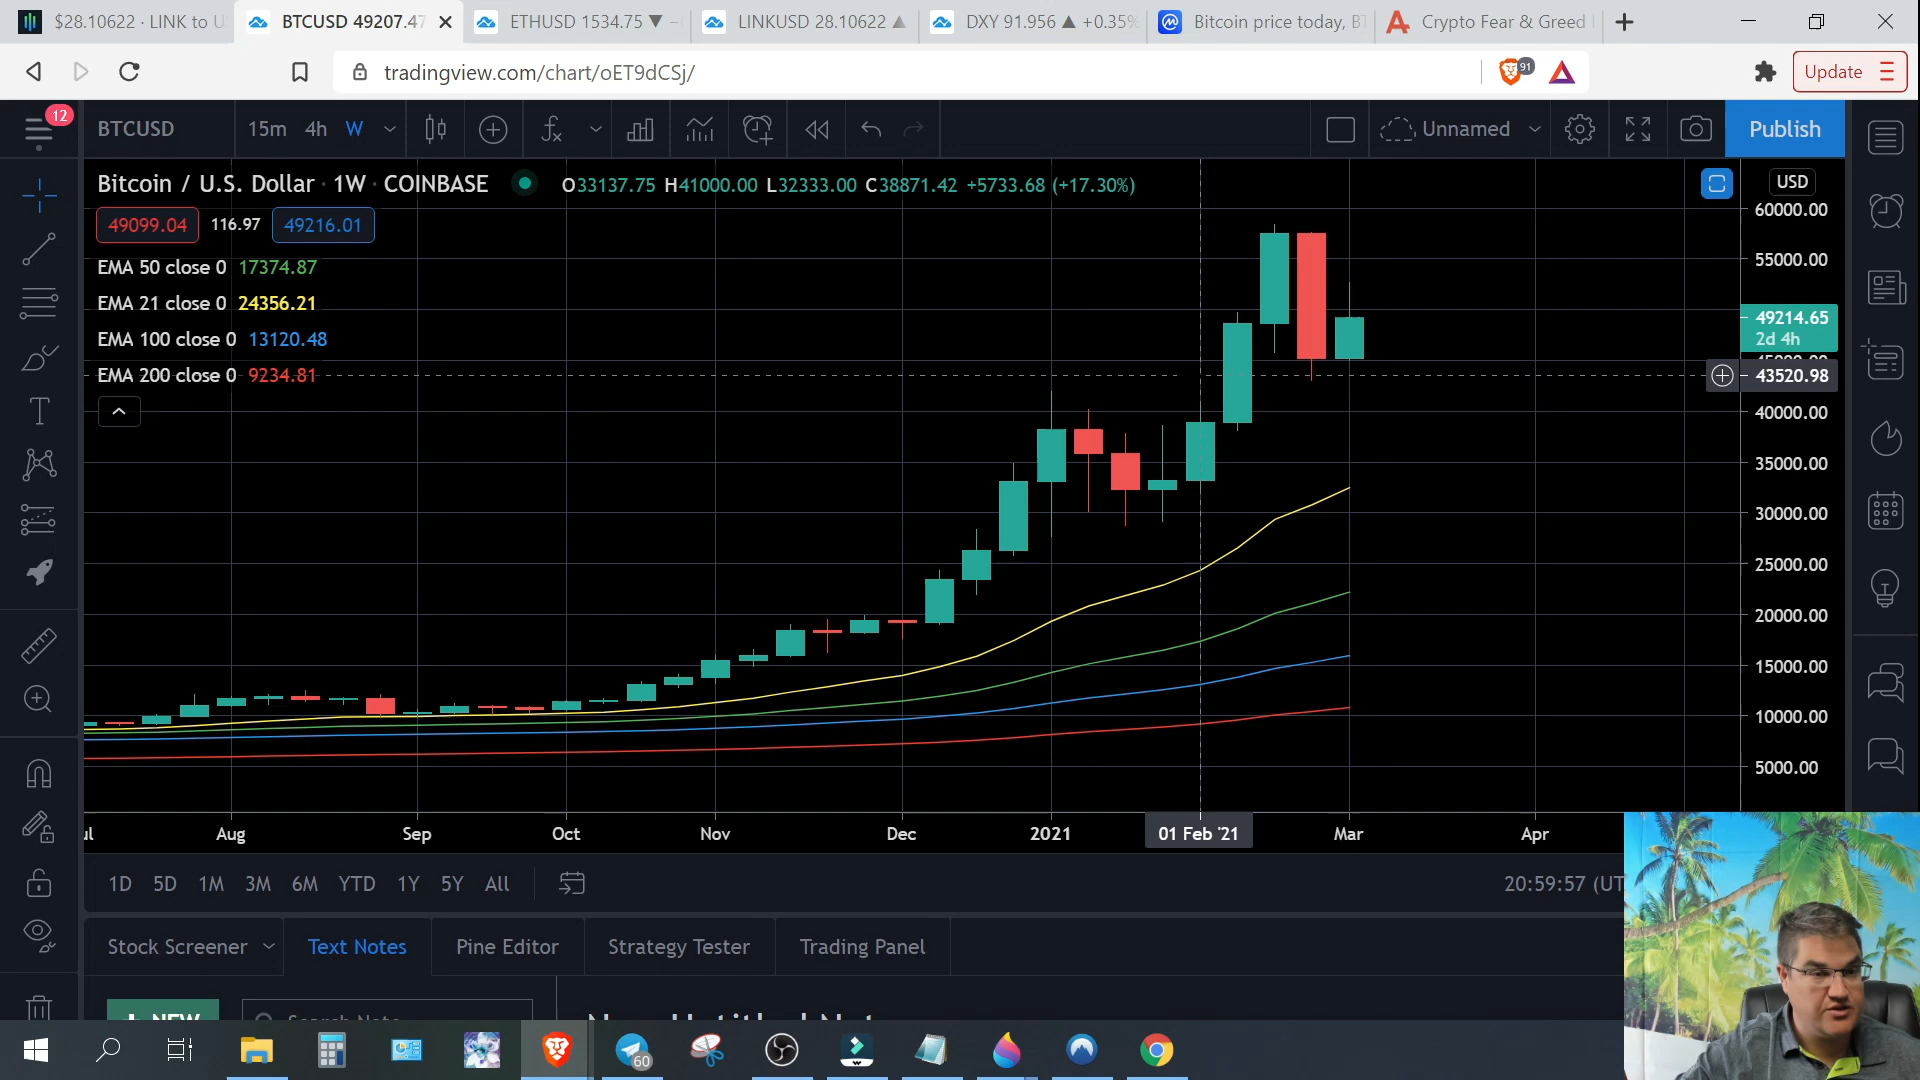 $28.10622 · LINK to U
BTCUSD 49207.47
ETHUSD 1534.75 ▼ −
LINKUSD 28.10622 ▲
DXY 91.956 ▲ +0.35%
Bitcoin price today, BT
Crypto Fear & Greed
tradingview.com/chart/oET9dCSj/
91
Update
12
BTCUSD
15m 4h W
Unnamed
Publish
Bitcoin / U.S. Dollar · 1W · COINBASE
O33137.75 H41000.00 L32333.00 C38871.42 +5733.68 (+17.30%)
USD
49099.04 116.97 49216.01
EMA 50 close 0 17374.87
EMA 21 close 0 24356.21
EMA 100 close 0 13120.48
EMA 200 close 0 9234.81
60000.00
55000.00
49214.65
2d 4h
43520.98
40000.00
35000.00
30000.00
25000.00
20000.00
15000.00
10000.00
5000.00
Aug Sep Oct Nov Dec 2021 01 Feb '21 Mar Apr
1D 5D 1M 3M 6M YTD 1Y 5Y All
20:59:57 (UT
Stock Screener Text Notes Pine Editor Strategy Tester Trading Panel
NEW
60